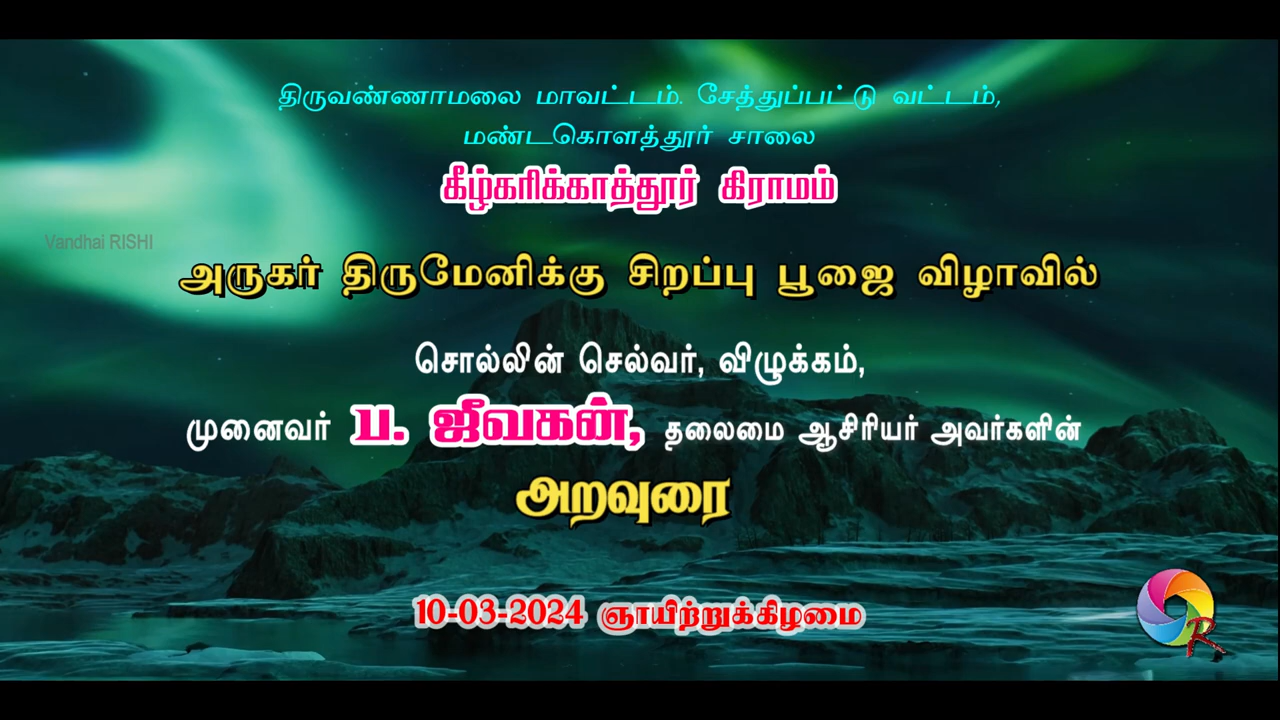 திருவண்ணாமலை மாவட்டம். சேத்துப்பட்டு வட்டம்,
மண்டகொளத்தூர் சாலை
கீழ்கரிக்காத்தூர் கிராமம்
Vandhai RISHI
அருகர் திருமேனிக்கு சிறப்பு பூஜை விழாவில்
சொல்லின் செல்வர், விழுக்கம்,
முனைவர் ப. ஜீவகன், தலைமை ஆசிரியர் அவர்களின்
அறவுரை
10-03-2024 ஞாயிற்றுக்கிழமை
R